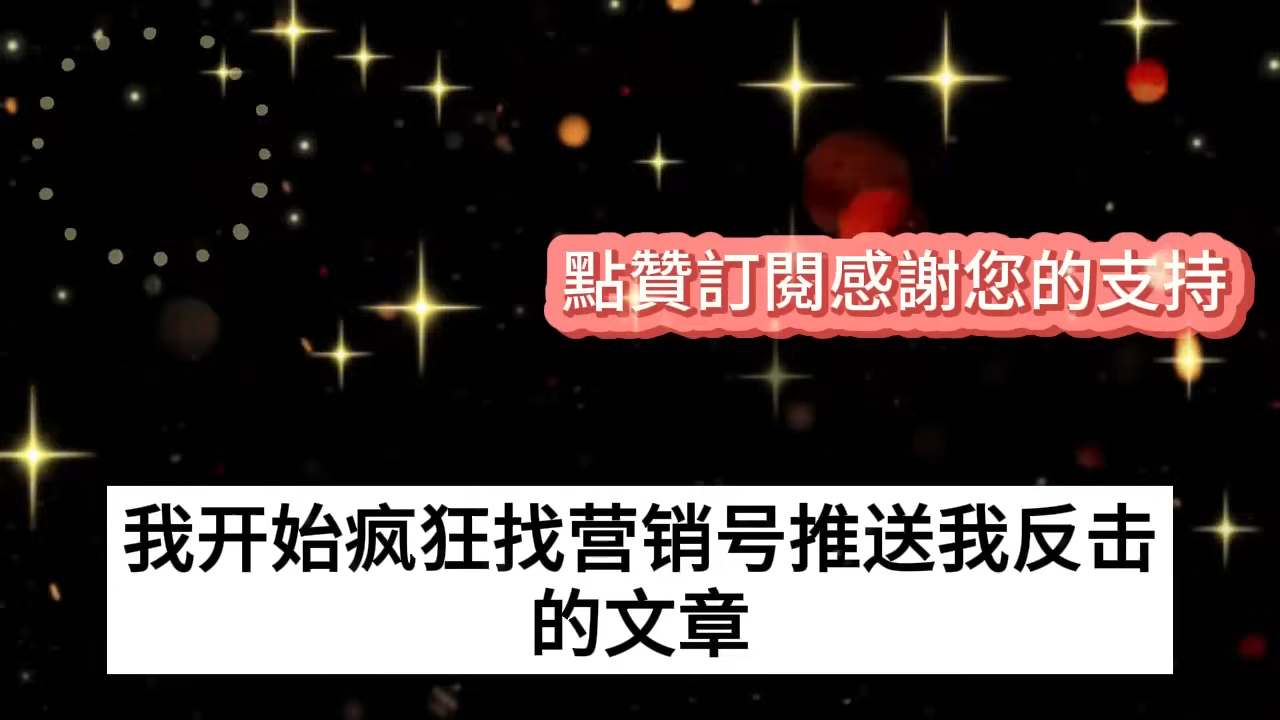 點贊訂閱感謝您的支持
我开始疯狂找营销号推送我反击
的文章